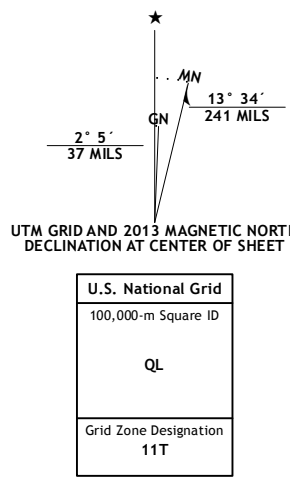 ★
MN
GN
13° 34´
241 MILS
2° 5´
37 MILS
UTM GRID AND 2013 MAGNETIC NORT
DECLINATION AT CENTER OF SHEET
U.S. National Grid
100,000-m Square ID
QL
Grid Zone Designation
11T